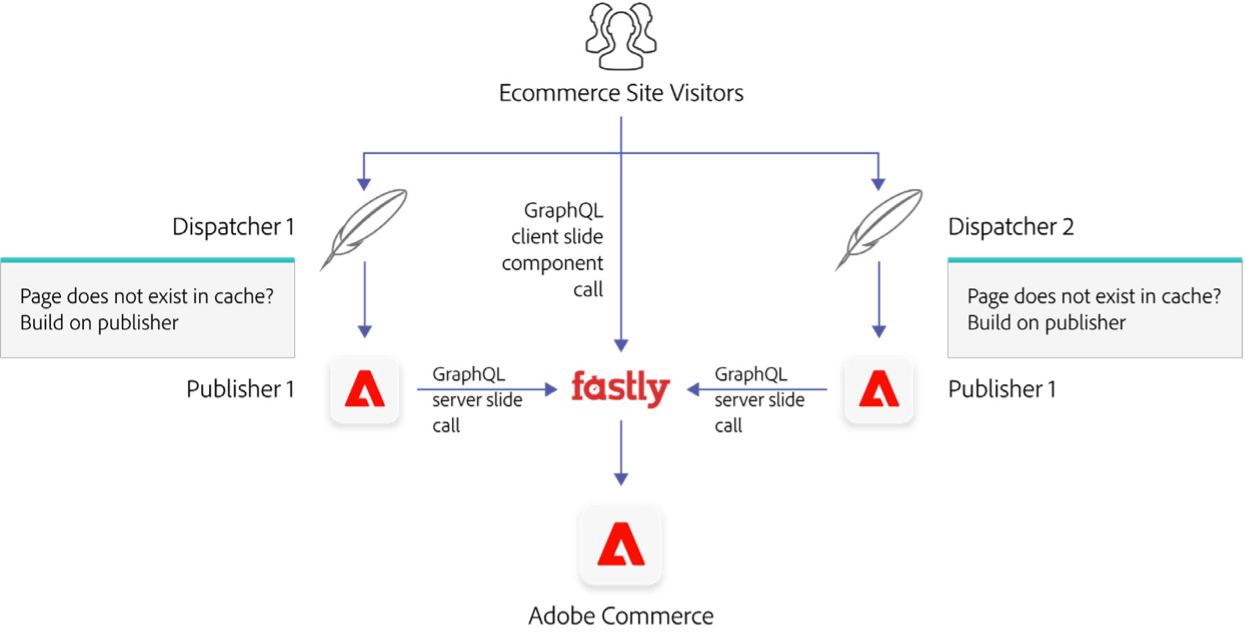 Ecommerce Site Visitors
GraphQL
client slide
component
call
Dispatcher 1
Page does not exist in cache?
Build on publisher
Dispatcher 2
Page does not exist in cache?
Build on publisher
Publisher 1
GraphQL
server slide
call
fastly
GraphQL
server slide
call
Publisher 1
Adobe Commerce